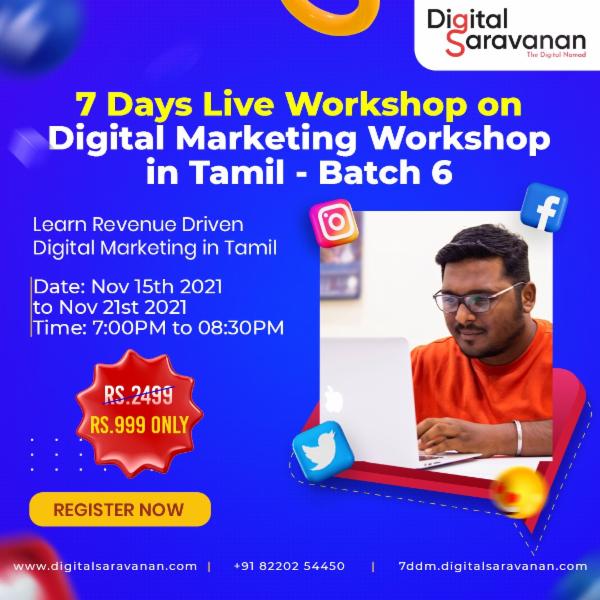 Digital
Saravanan
The Digital Nomad
7 Days Live Workshop on
Digital Marketing Workshop
in Tamil - Batch 6
Learn Revenue Driven
Digital Marketing in Tamil
Date: Nov 15th 2021
to Nov 21st 2021
Time: 7:00PM to 08:30PM
RS.2499
RS.999 ONLY
REGISTER NOW
www.digitalsaravanan.com | +91 82202 54450 | 7ddm.digitalsaravanan.com